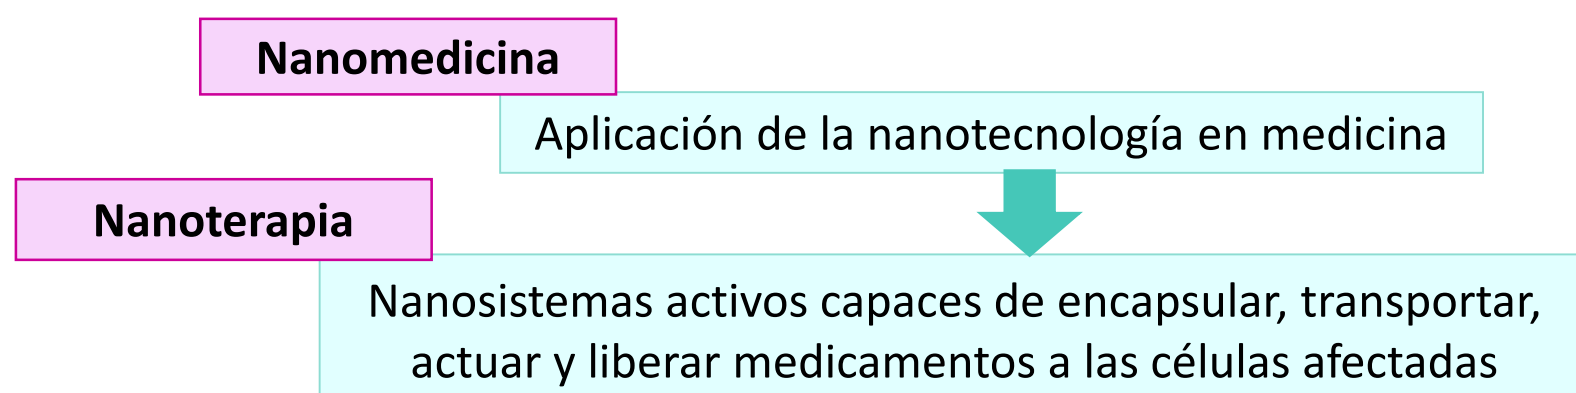 Nanomedicina
Aplicación de la nanotecnología en medicina
Nanoterapia
Nanosistemas activos capaces de encapsular, transportar,
actuar y liberar medicamentos a las células afectadas